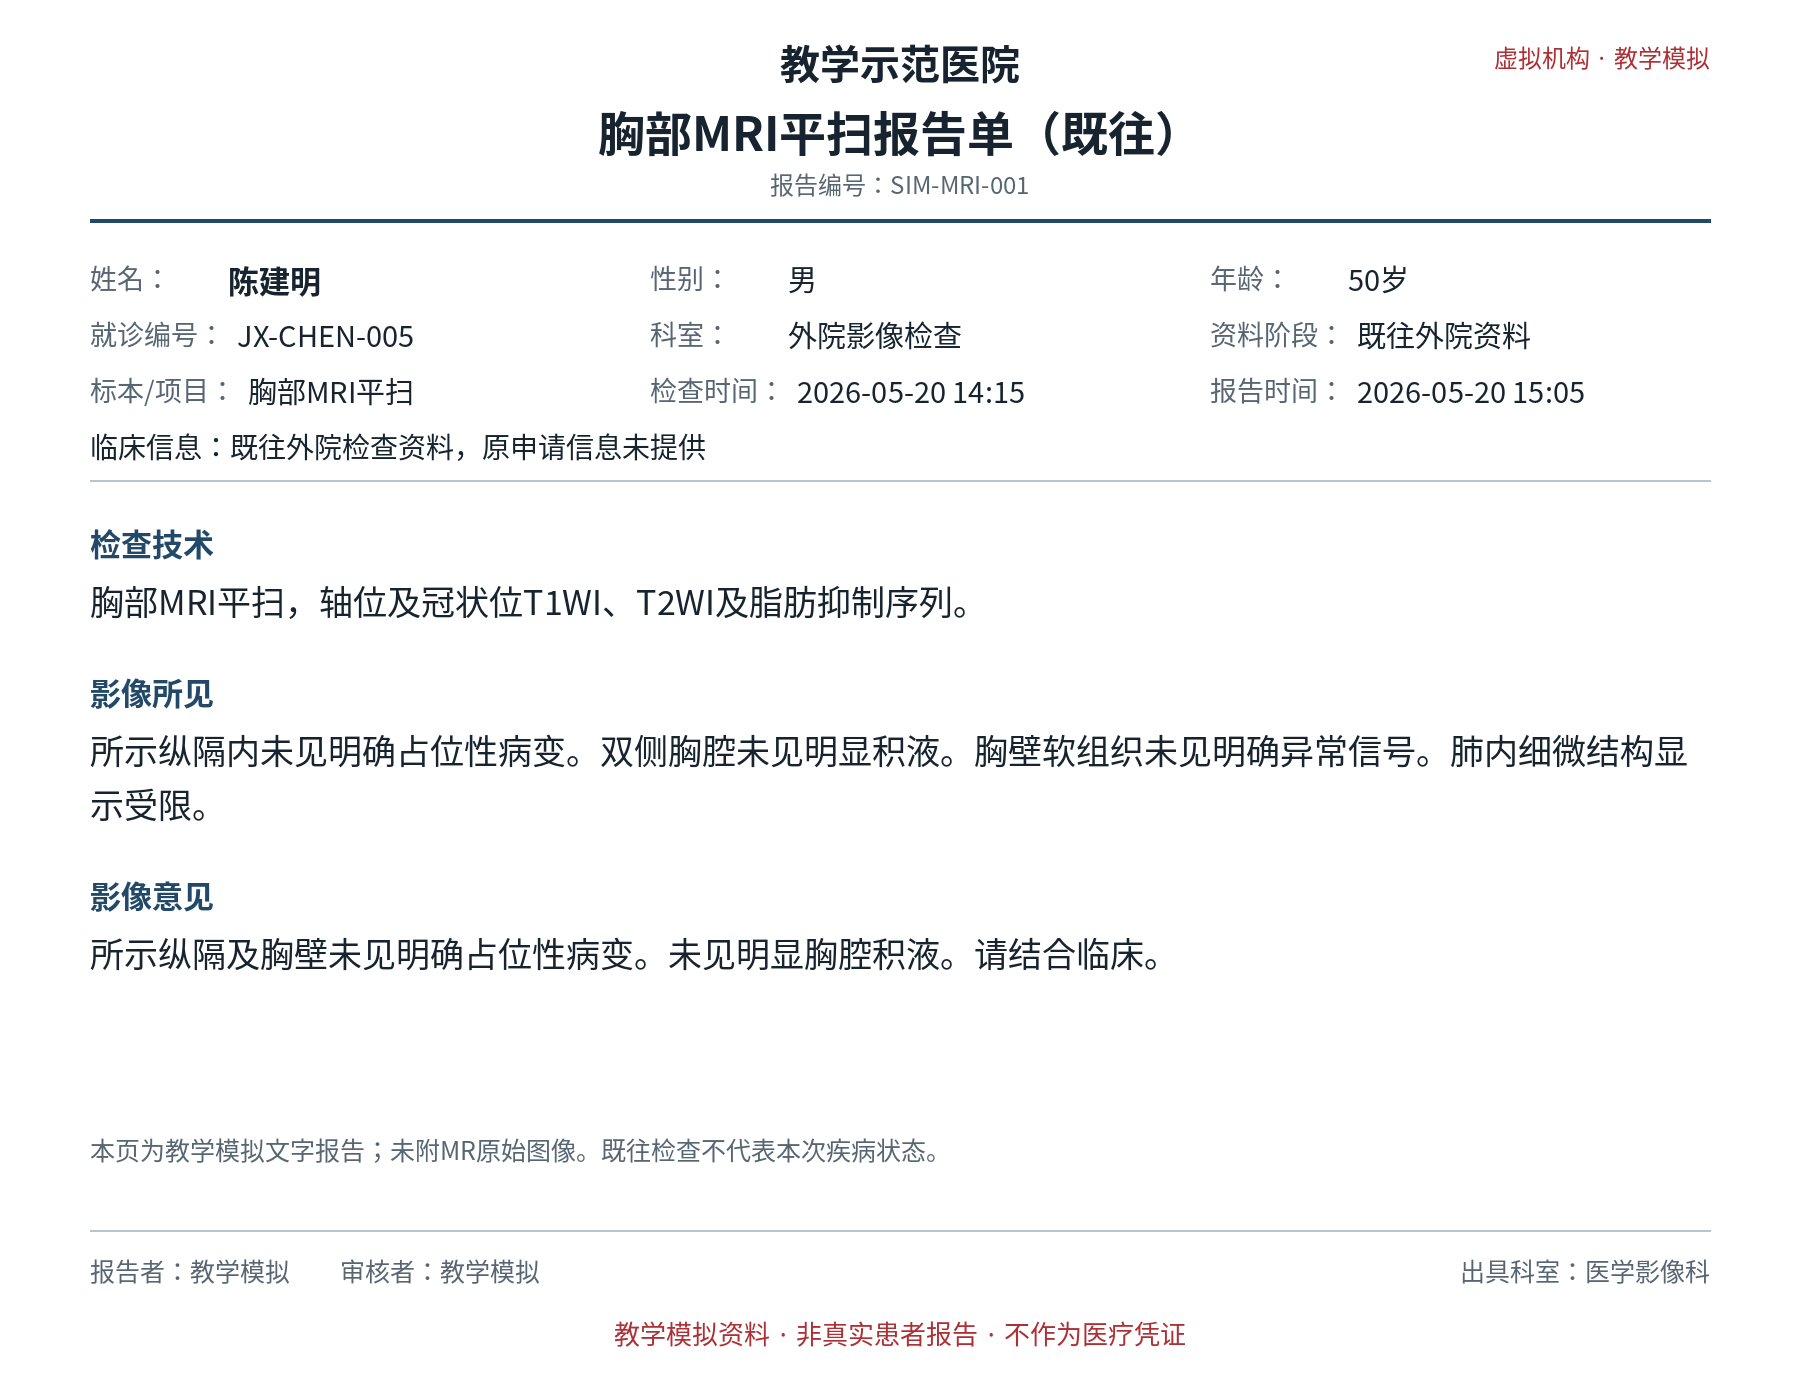 教学示范医院
虚拟机构 · 教学模拟
胸部MRI平扫报告单（既往）
报告编号：SIM-MRI-001
姓名： 陈建明 性别： 男 年龄： 50岁
就诊编号： JX-CHEN-005 科室： 外院影像检查 资料阶段： 既往外院资料
标本/项目： 胸部MRI平扫 检查时间： 2026-05-20 14:15 报告时间： 2026-05-20 15:05
临床信息：既往外院检查资料，原申请信息未提供
检查技术
胸部MRI平扫，轴位及冠状位T1WI、T2WI及脂肪抑制序列。
影像所见
所示纵隔内未见明确占位性病变。双侧胸腔未见明显积液。胸壁软组织未见明确异常信号。肺内细微结构显
示受限。
影像意见
所示纵隔及胸壁未见明确占位性病变。未见明显胸腔积液。请结合临床。
本页为教学模拟文字报告；未附MR原始图像。既往检查不代表本次疾病状态。
报告者：教学模拟 审核者：教学模拟 出具科室：医学影像科
教学模拟资料 · 非真实患者报告 · 不作为医疗凭证